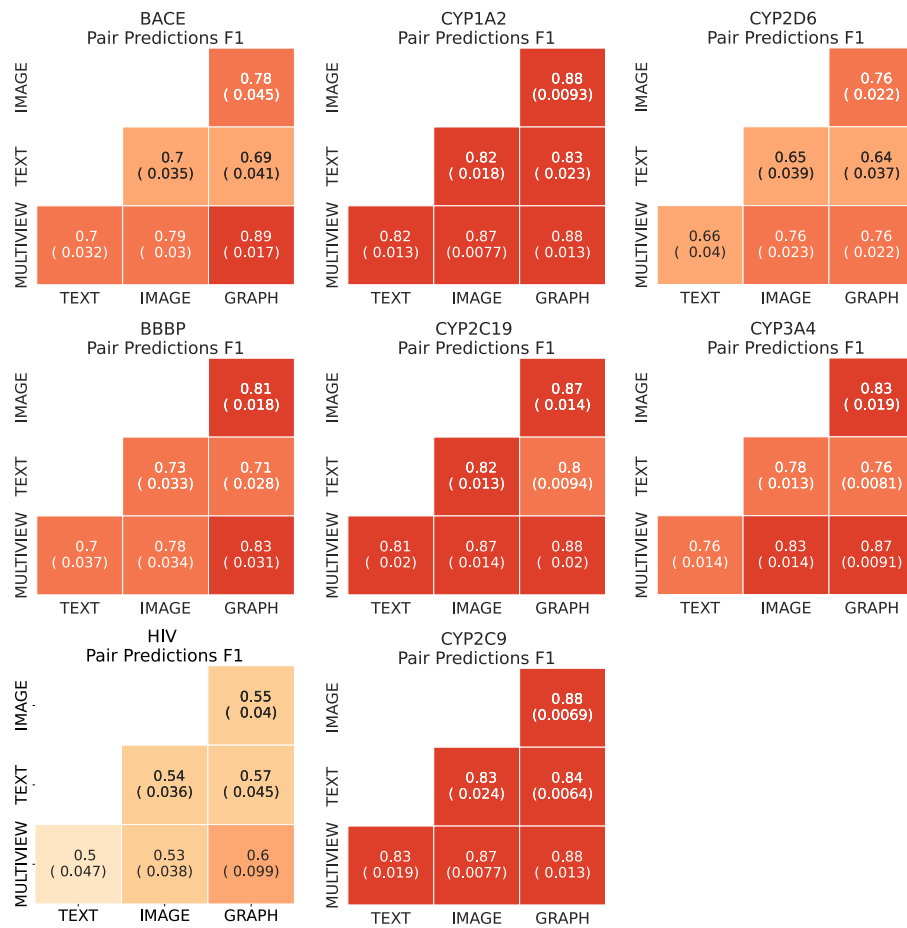 BACE
Pair Predictions F1
IMAGE
0.78
( 0.045)
TEXT
0.7
( 0.035)
0.69
( 0.041)
MULTIVIEW
0.7
( 0.032)
0.79
( 0.03)
0.89
( 0.017)
TEXT IMAGE GRAPH
CYP1A2
Pair Predictions F1
IMAGE
0.88
(0.0093)
TEXT
0.82
( 0.018)
0.83
( 0.023)
MULTIVIEW
0.82
( 0.013)
0.87
(0.0077)
0.88
( 0.013)
TEXT IMAGE GRAPH
CYP2D6
Pair Predictions F1
IMAGE
0.76
( 0.022)
TEXT
0.65
( 0.039)
0.64
( 0.037)
MULTIVIEW
0.66
( 0.04)
0.76
( 0.023)
0.76
( 0.022)
TEXT IMAGE GRAPH
BBBP
Pair Predictions F1
IMAGE
0.81
( 0.018)
TEXT
0.73
( 0.033)
0.71
( 0.028)
MULTIVIEW
0.7
( 0.037)
0.78
( 0.034)
0.83
( 0.031)
TEXT IMAGE GRAPH
CYP2C19
Pair Predictions F1
IMAGE
0.87
( 0.014)
TEXT
0.82
( 0.013)
0.8
(0.0094)
MULTIVIEW
0.81
( 0.02)
0.87
( 0.014)
0.88
( 0.02)
TEXT IMAGE GRAPH
CYP3A4
Pair Predictions F1
IMAGE
0.83
( 0.019)
TEXT
0.78
( 0.013)
0.76
(0.0081)
MULTIVIEW
0.76
( 0.014)
0.83
( 0.014)
0.87
(0.0091)
TEXT IMAGE GRAPH
HIV
Pair Predictions F1
IMAGE
0.55
( 0.04)
TEXT
0.54
( 0.036)
0.57
( 0.045)
MULTIVIEW
0.5
( 0.047)
0.53
( 0.038)
0.6
( 0.099)
TEXT IMAGE GRAPH
CYP2C9
Pair Predictions F1
IMAGE
0.88
(0.0069)
TEXT
0.83
( 0.024)
0.84
(0.0064)
MULTIVIEW
0.83
( 0.019)
0.87
(0.0077)
0.88
( 0.013)
TEXT IMAGE GRAPH